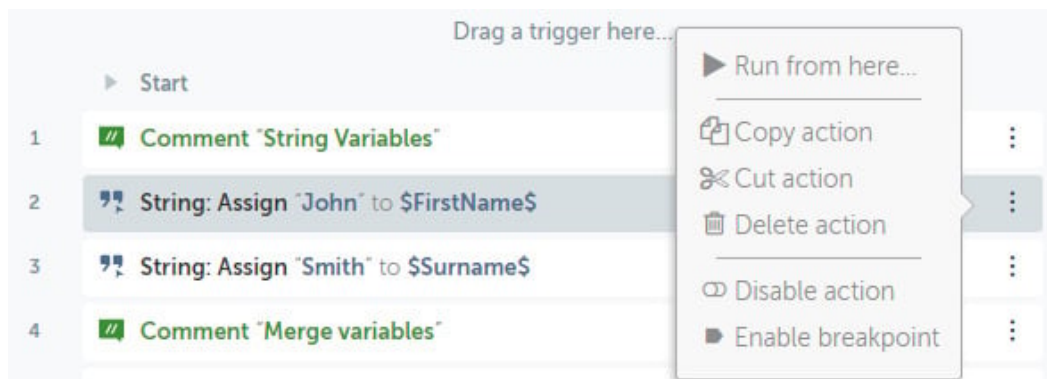 Drag a trigger here...
Start
1 Comment "String Variables"
2 String: Assign "John" to $FirstName$
3 String: Assign "Smith" to $Surname$
4 Comment "Merge variables"
Run from here...
Copy action
Cut action
Delete action
Disable action
Enable breakpoint